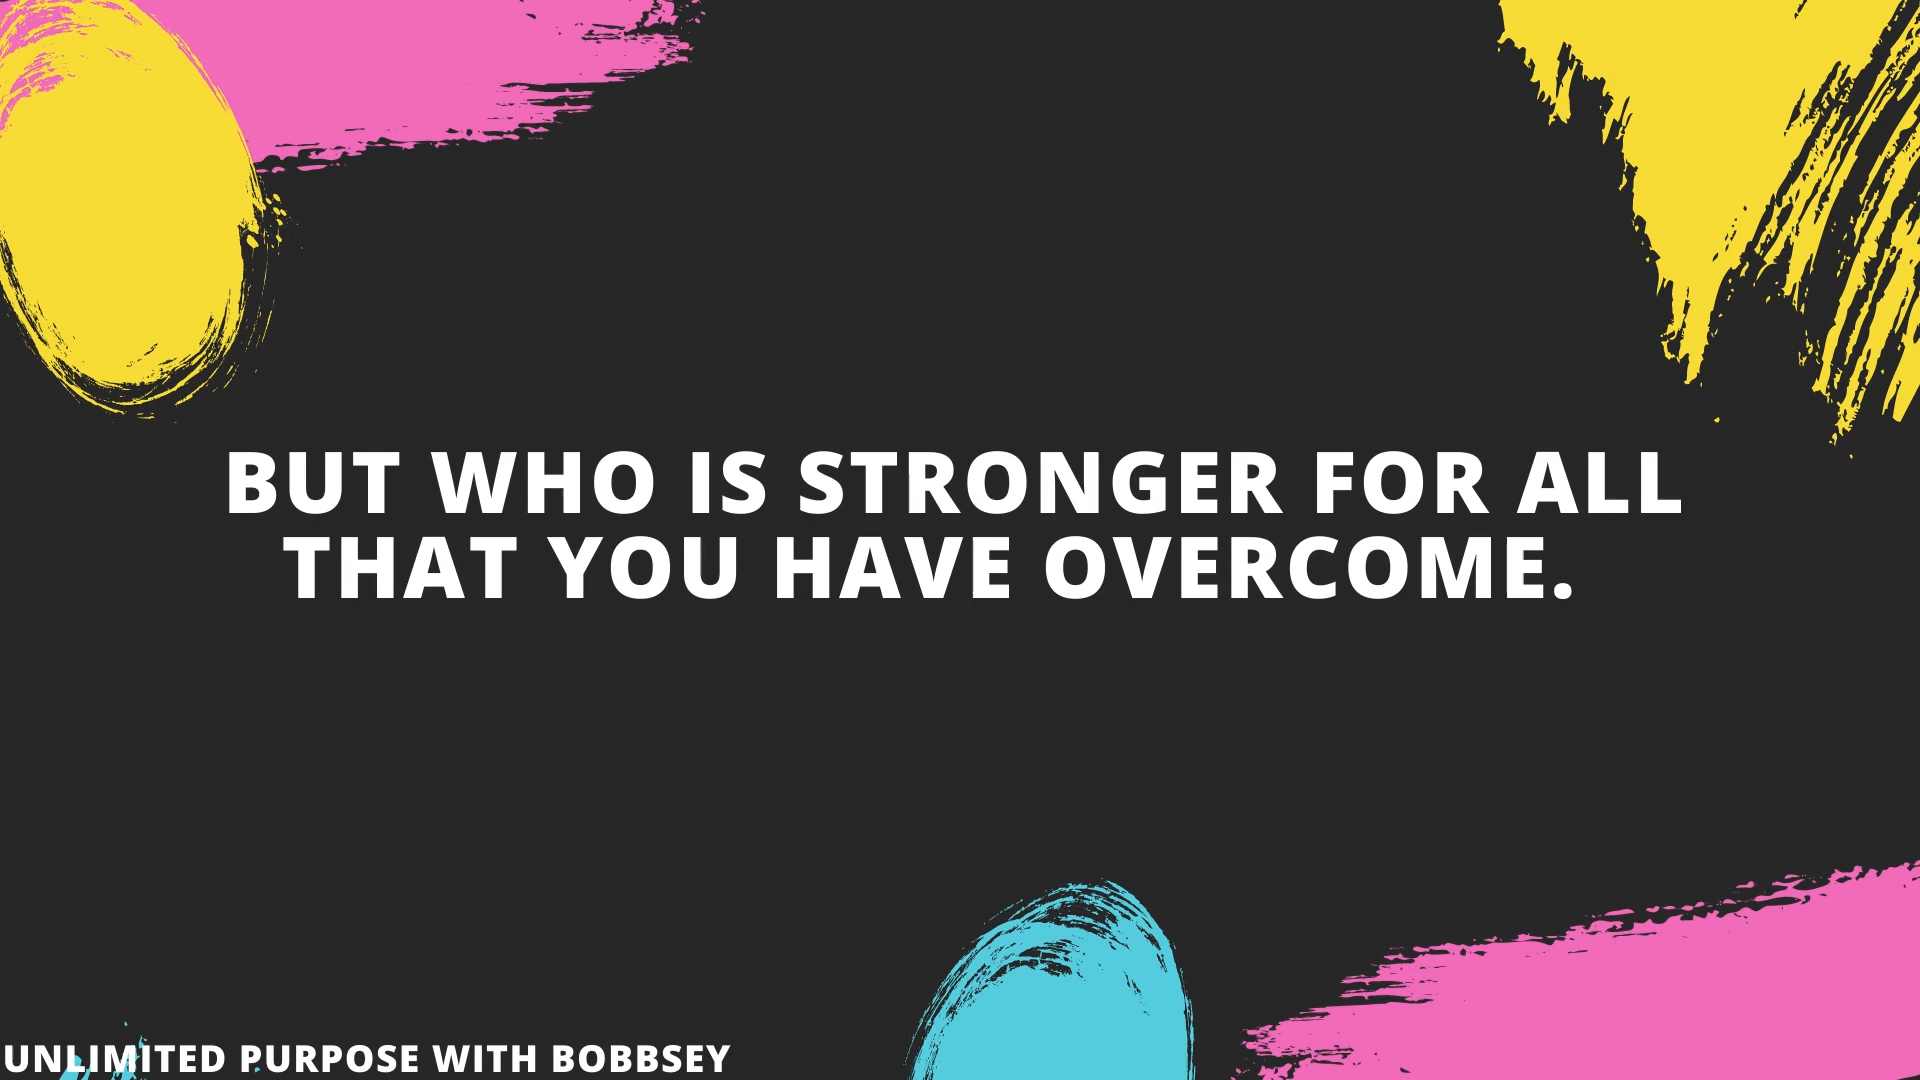 BUT WHO IS STRONGER FOR ALL
THAT YOU HAVE OVERCOME.
UNLIMITED PURPOSE WITH BOBBSEY